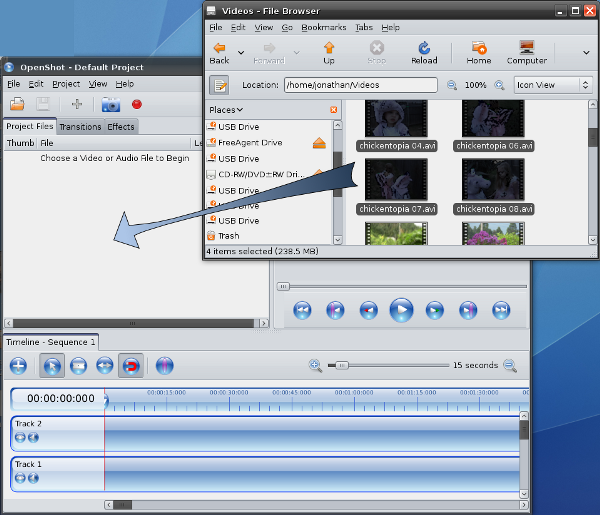 Videos - File Browser
File Edit View Go Bookmarks Tabs Help
Back Forward Up Stop Reload Home Computer
Location: /home/jonathan/Videos 100% Icon View
Places
USB Drive
FreeAgent Drive
USB Drive
CD-RW/DVD±RW Dri...
USB Drive
USB Drive
USB Drive
Trash
chickentopia 04.avi chickentopia 06.avi
chickentopia 07.avi chickentopia 08.avi
4 items selected (238.5 MB)
OpenShot - Default Project
File Edit Project View Help
Project Files Transitions Effects
Thumb File
Choose a Video or Audio File to Begin
Timeline - Sequence 1
15 seconds
00:00:00:000 00:00:15:000 00:00:30:000 00:00:45:000 00:01:00:000 00:01:15:000 00:01:30:000
Track 2
Track 1